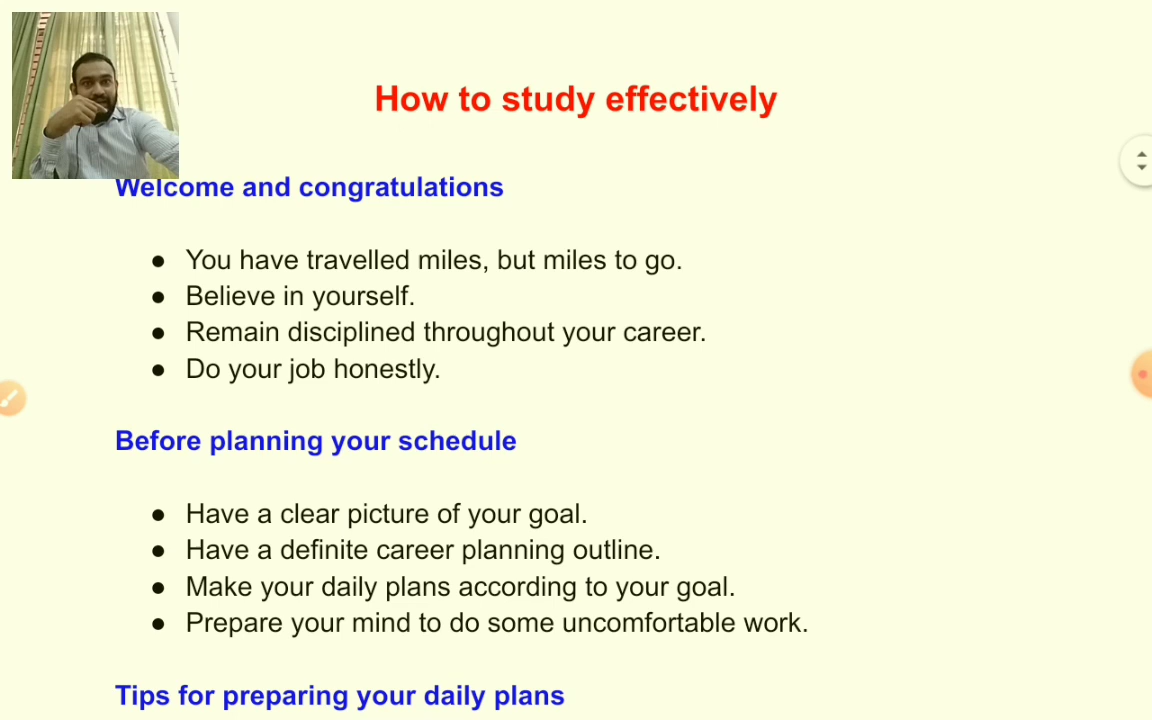 How to study effectively
Welcome and congratulations
● You have travelled miles, but miles to go.
● Believe in yourself.
● Remain disciplined throughout your career.
● Do your job honestly.
Before planning your schedule
● Have a clear picture of your goal.
● Have a definite career planning outline.
● Make your daily plans according to your goal.
● Prepare your mind to do some uncomfortable work.
Tips for preparing your daily plans